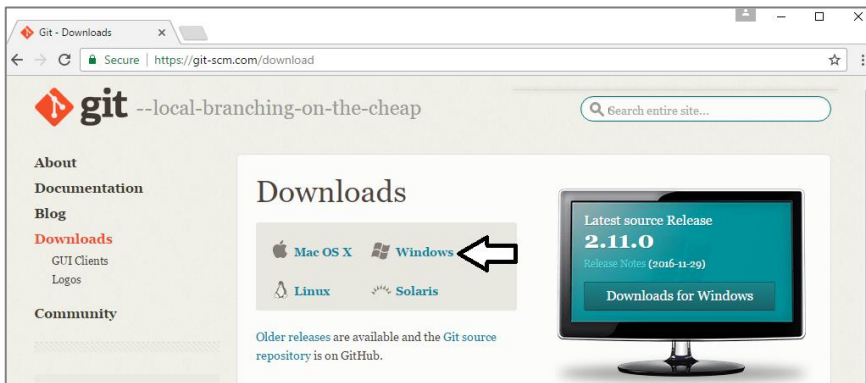 Git - Downloads
Secure | https://git-scm.com/download
git --local-branching-on-the-cheap
Search entire site...
About
Documentation
Blog
Downloads
GUI Clients
Logos
Community
Downloads
Mac OS X
Windows
Linux
Solaris
Older releases are available and the Git source
repository is on GitHub.
Latest source Release
2.11.0
Release Notes (2016-11-29)
Downloads for Windows